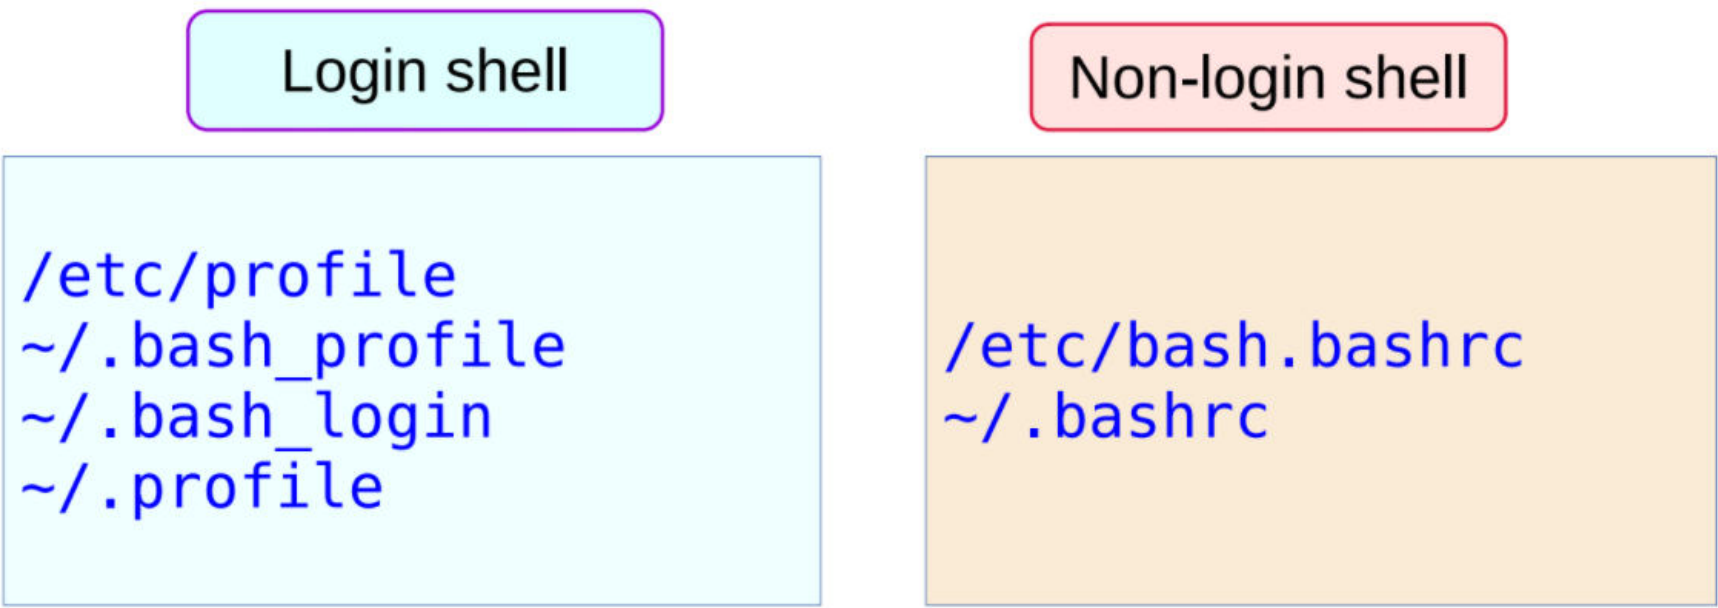 Login shell
/etc/profile
~/.bash_profile
~/.bash_login
~/.profile
Non-login shell
/etc/bash.bashrc
~/.bashrc